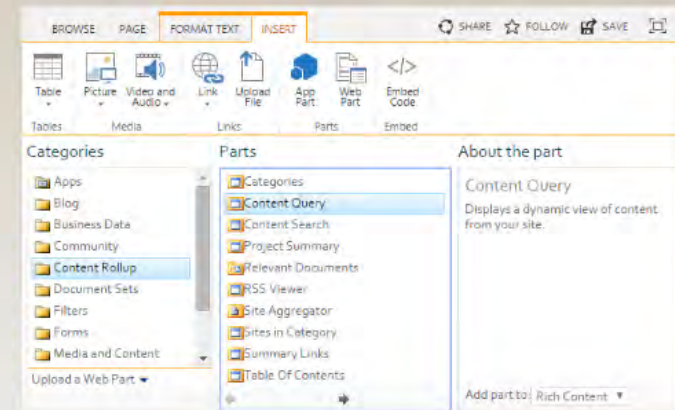 BROWSE PAGE FORMAT TEXT INSERT SHARE FOLLOW SAVE
Table Picture Video and Audio Link Upload File App Part Web Part Embed Code
Tables Media Links Parts Embed
Categories
Apps
Blog
Business Data
Community
Content Rollup
Document Sets
Filters
Forms
Media and Content
Upload a Web Part
Parts
Categories
Content Query
Content Search
Project Summary
Relevant Documents
RSS Viewer
Site Aggregator
Sites in Category
Summary Links
Table Of Contents
About the part
Content Query
Displays a dynamic view of content
from your site.
Add part to: Rich Content